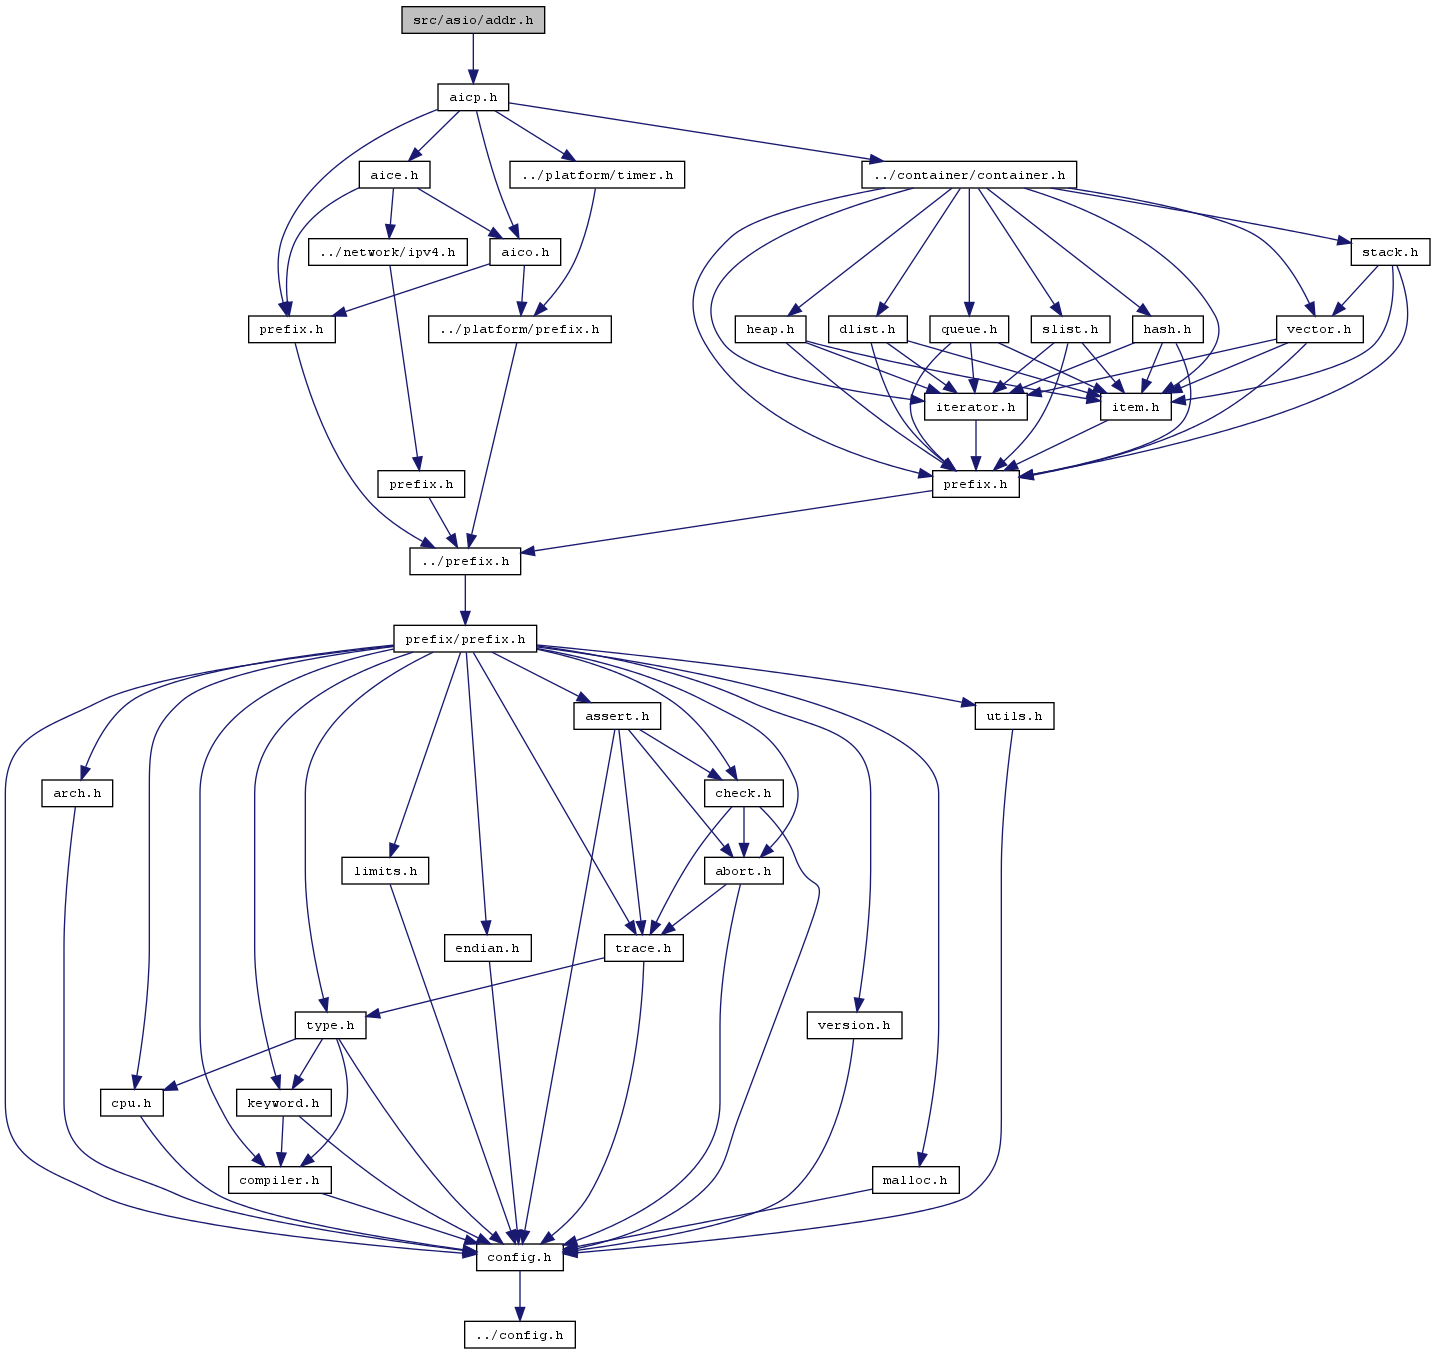 src/asio/addr.h
aicp.h
aice.h
../platform/timer.h
../container/container.h
../network/ipv4.h
aico.h
stack.h
prefix.h
../platform/prefix.h
heap.h
dlist.h
queue.h
slist.h
hash.h
vector.h
iterator.h
item.h
prefix.h
prefix.h
../prefix.h
prefix/prefix.h
assert.h
utils.h
arch.h
check.h
limits.h
abort.h
endian.h
trace.h
type.h
version.h
cpu.h
keyword.h
compiler.h
malloc.h
config.h
../config.h